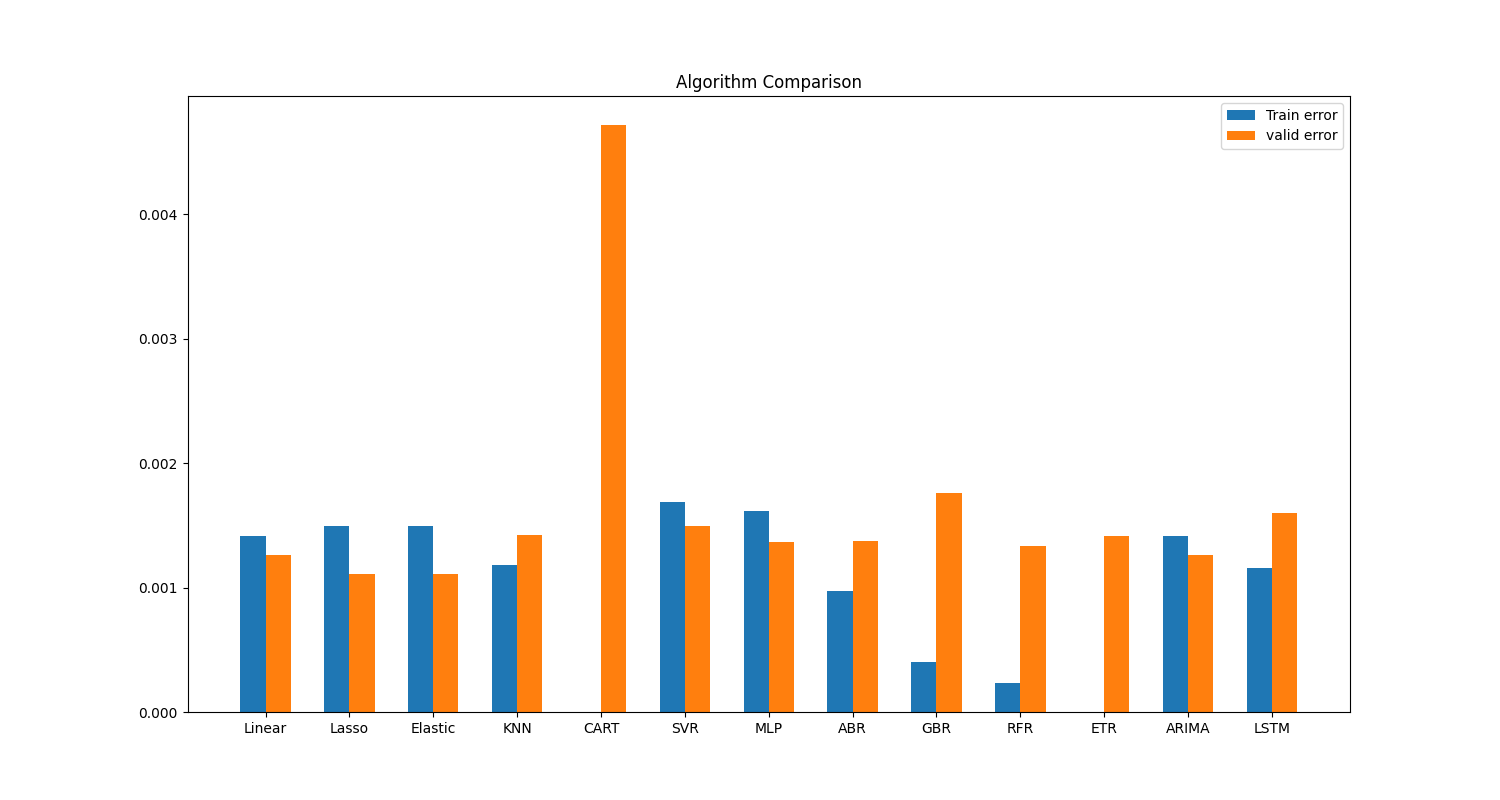 Algorithm Comparison
Train error
valid error
0.004
0.003
0.002
0.001
0.000
Linear Lasso Elastic KNN CART SVR MLP ABR GBR RFR ETR ARIMA LSTM